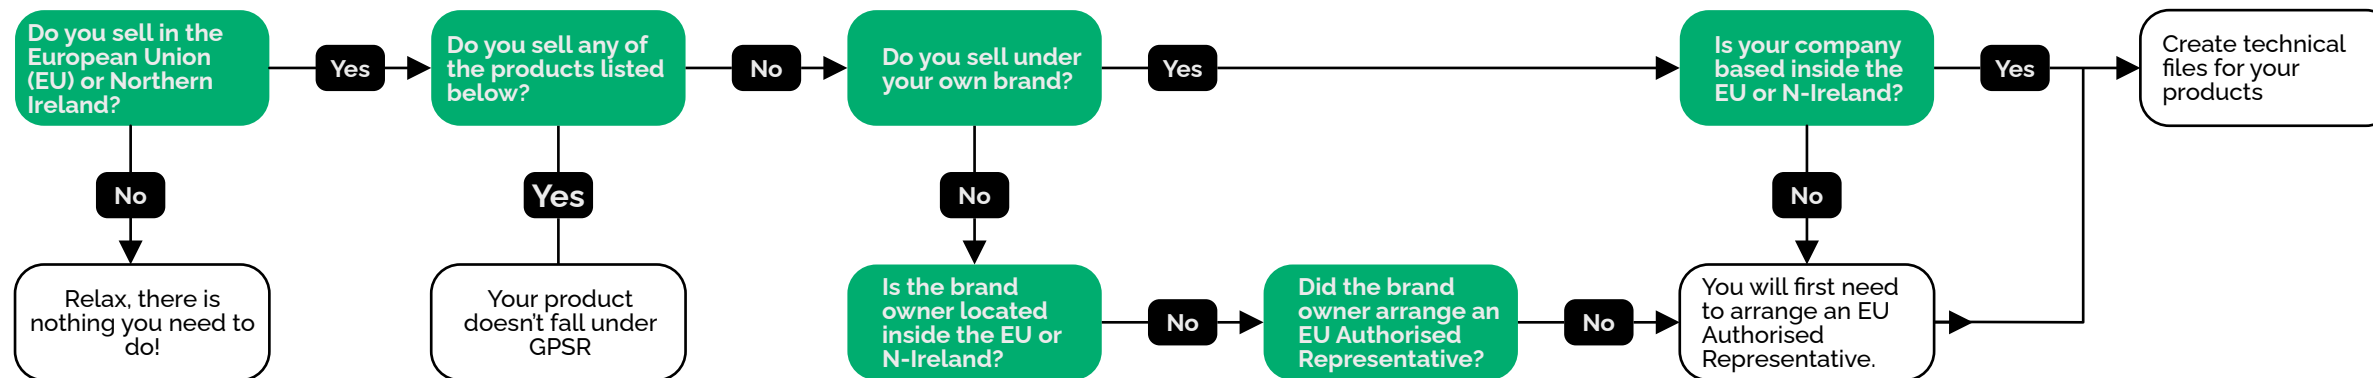 Do you sell in the
European Union
(EU) or Northern
Ireland?
Yes
Do you sell any of
the products listed
below?
No
Do you sell under
your own brand?
Yes
Is your company
based inside the
EU or N-Ireland?
Yes
Create technical
files for your
products
No
Yes
No
No
Relax, there is
nothing you need to
do!
Your product
doesn't fall under
GPSR
Is the brand
owner located
inside the EU or
N-Ireland?
No
Did the brand
owner arrange an
EU Authorised
Representative?
No
You will first need
to arrange an EU
Authorised
Representative.